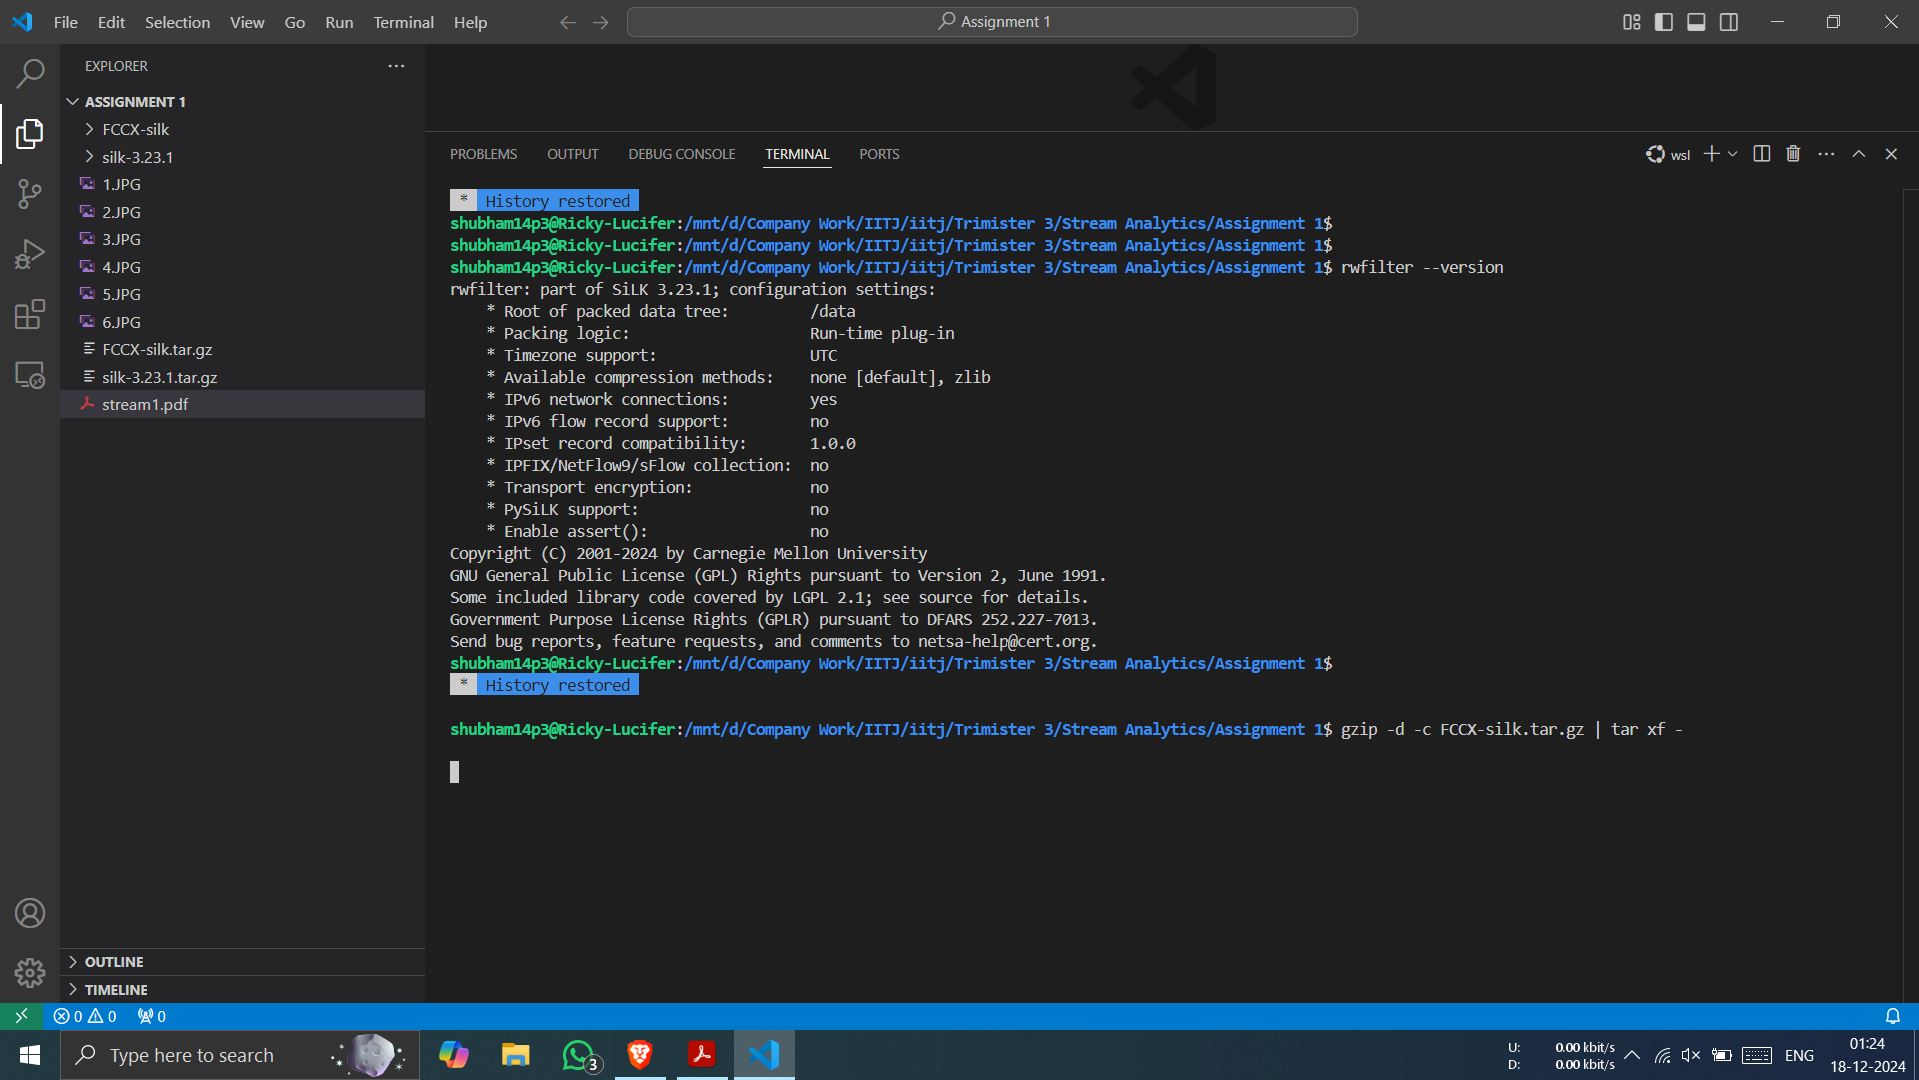 File Edit Selection View Go Run Terminal Help
Assignment 1
EXPLORER
ASSIGNMENT 1
FCCX-silk
silk-3.23.1
1.JPG
2.JPG
3.JPG
4.JPG
5.JPG
6.JPG
FCCX-silk.tar.gz
silk-3.23.1.tar.gz
stream1.pdf
OUTLINE
TIMELINE
PROBLEMS OUTPUT DEBUG CONSOLE TERMINAL PORTS
wsl
* History restored
shubham14p3@Ricky-Lucifer:/mnt/d/Company Work/IITJ/iitj/Trimister 3/Stream Analytics/Assignment 1$
shubham14p3@Ricky-Lucifer:/mnt/d/Company Work/IITJ/iitj/Trimister 3/Stream Analytics/Assignment 1$
shubham14p3@Ricky-Lucifer:/mnt/d/Company Work/IITJ/iitj/Trimister 3/Stream Analytics/Assignment 1$ rwfilter --version
rwfilter: part of SiLK 3.23.1; configuration settings:
* Root of packed data tree: /data
* Packing logic: Run-time plug-in
* Timezone support: UTC
* Available compression methods: none [default], zlib
* IPv6 network connections: yes
* IPv6 flow record support: no
* IPset record compatibility: 1.0.0
* IPFIX/NetFlow9/sFlow collection: no
* Transport encryption: no
* PySiLK support: no
* Enable assert(): no
Copyright (C) 2001-2024 by Carnegie Mellon University
GNU General Public License (GPL) Rights pursuant to Version 2, June 1991.
Some included library code covered by LGPL 2.1; see source for details.
Government Purpose License Rights (GPLR) pursuant to DFARS 252.227-7013.
Send bug reports, feature requests, and comments to netsa-help@cert.org.
shubham14p3@Ricky-Lucifer:/mnt/d/Company Work/IITJ/iitj/Trimister 3/Stream Analytics/Assignment 1$
* History restored
shubham14p3@Ricky-Lucifer:/mnt/d/Company Work/IITJ/iitj/Trimister 3/Stream Analytics/Assignment 1$ gzip -d -c FCCX-silk.tar.gz | tar xf -
0 0 0
Type here to search
3
U: 0.00 kbit/s
D: 0.00 kbit/s
ENG
01:24
18-12-2024